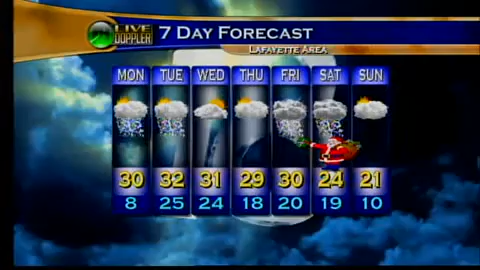 LIVE
DOPPLER
7 DAY FORECAST
LAFAYETTE AREA
MON TUE WED THU FRI SAT SUN
30 32 31 29 30 24 21
8 25 24 18 20 19 10